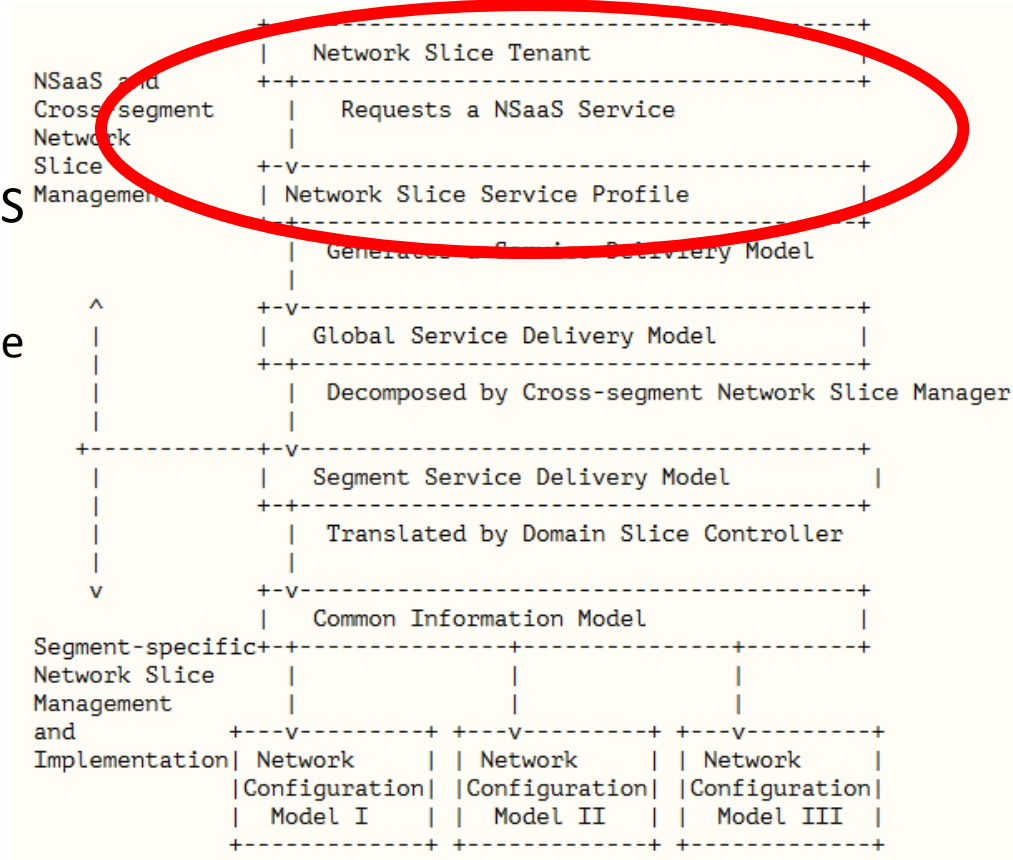 +------------------------------------------+
| Network Slice Tenant |
NSaaS and +-+----------------------------------------+
Cross-segment | Requests a NSaaS Service
Network |
Slice +-v----------------------------------------+
S Management | Network Slice Service Profile |
+-+----------------------------------------+
| Generates a Service Deliviery Model
|
^ +-v----------------------------------------+
e | | Global Service Delivery Model |
| +-+----------------------------------------+
| | Decomposed by Cross-segment Network Slice Manager
| |
+------------+-v----------------------------------------+
| | Segment Service Delivery Model |
| +-+----------------------------------------+
| | Translated by Domain Slice Controller
| |
v +-v----------------------------------------+
| Common Information Model |
Segment-specific+-+---------------+---------------+--------+
Network Slice | | |
Management | | |
and +---v---------+ +---v---------+ +---v---------+
Implementation| Network | | Network | | Network |
|Configuration| |Configuration| |Configuration|
| Model I | | Model II | | Model III |
+-------------+ +-------------+ +-------------+